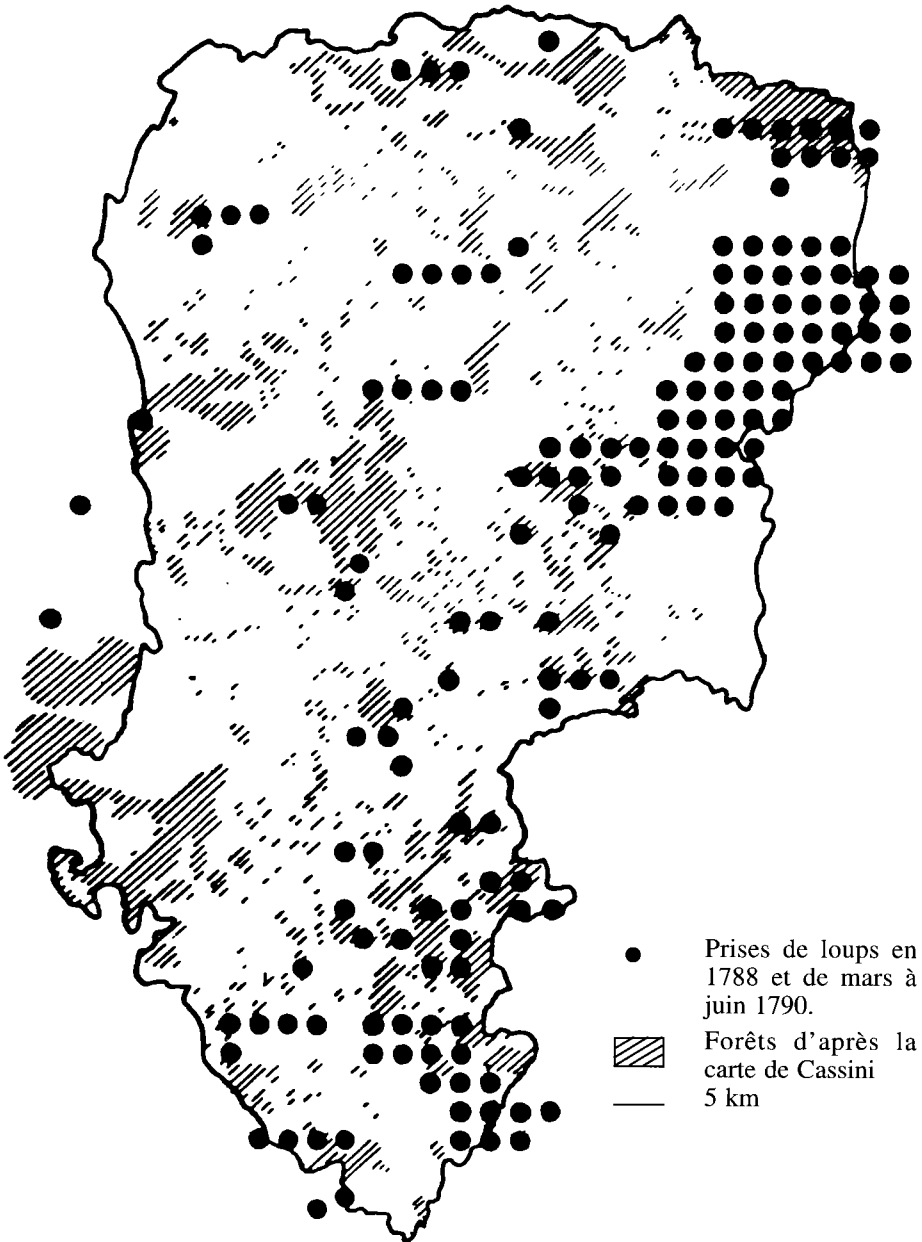 Prises de loups en
1788 et de mars à
juin 1790.
Forêts d'après la
carte de Cassini
5 km